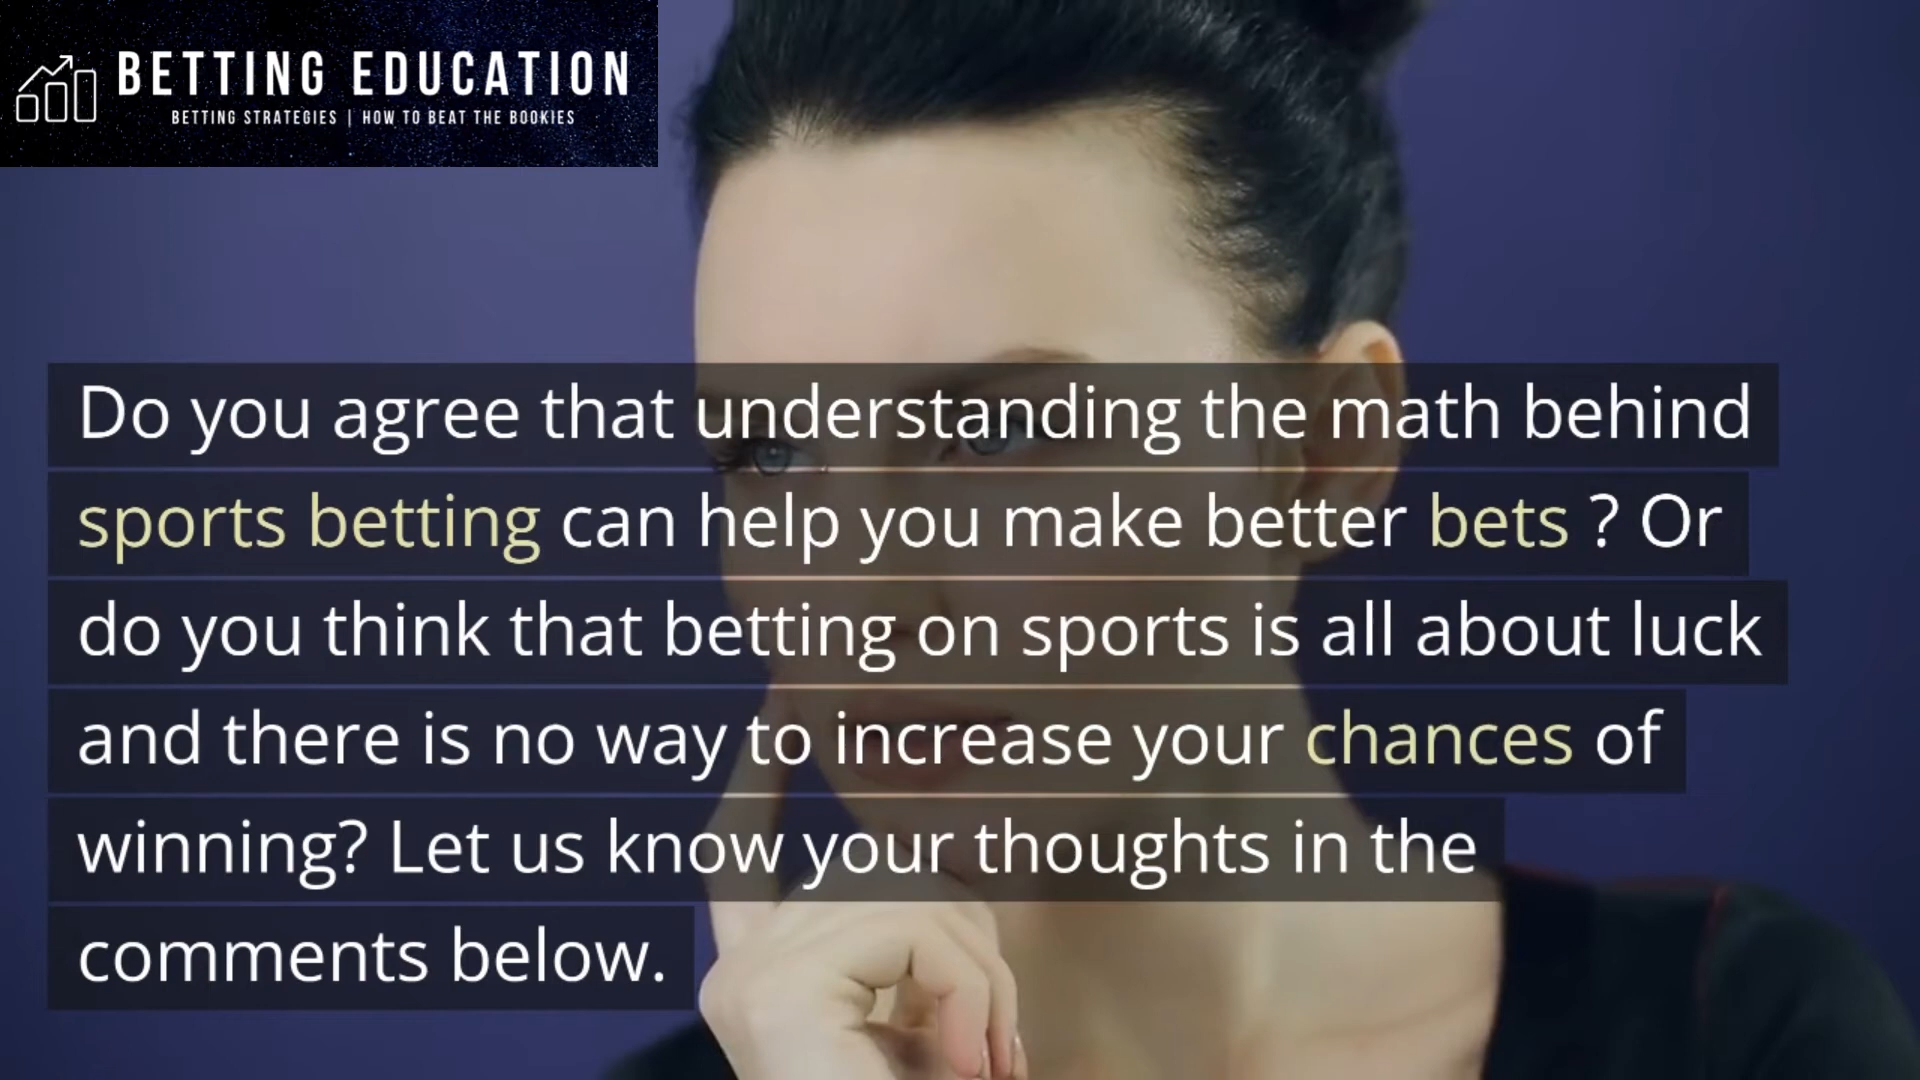 BETTING EDUCATION
BETTING STRATEGIES | HOW TO BEAT THE BOOKIES
Do you agree that understanding the math behind
sports betting can help you make better bets ? Or
do you think that betting on sports is all about luck
and there is no way to increase your chances of
winning? Let us know your thoughts in the
comments below.